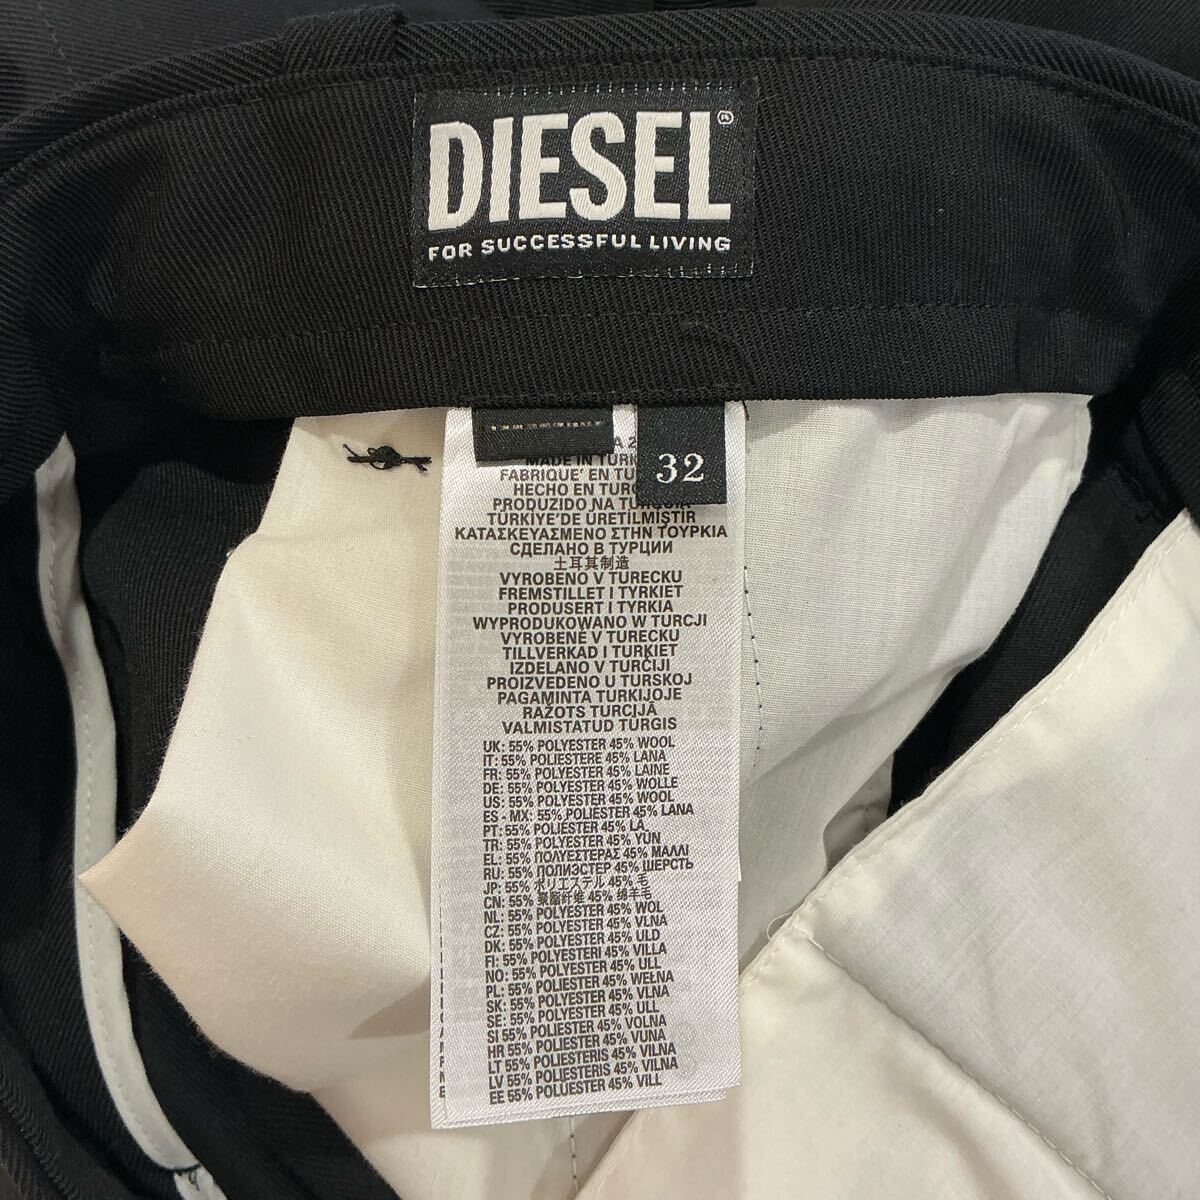 DIESEL®
FOR SUCCESSFUL LIVING
32
A 2
MADE IN TURK
FABRIQUE' EN TU
HECHO EN TURQ
PRODUZIDO NA TURQUIA
TÜRKİYE'DE ÜRETİLMİŞTİR
ΚΑΤΑΣΚΕΥΑΣΜΕΝΟ ΣΤΗΝ ΤΟΥΡΚΙΑ
СДЕЛАНО В ТУРЦИИ
土耳其制造
VYROBENO V TURECKU
FREMSTILLET I TYRKIET
PRODUSERT I TYRKIA
WYPRODUKOWANO W TURCJI
VYROBENÉ V TURECKU
TILLVERKAD I TURKIET
IZDELANO V TURČIJI
PROIZVEDENO U TURSKOJ
PAGAMINTA TURKIJOJE
RAŽOTS TURCIJĀ
VALMISTATUD TÜRGIS
UK: 55% POLYESTER 45% WOOL
IT: 55% POLIESTERE 45% LANA
FR: 55% POLYESTER 45% LAINE
DE: 55% POLYESTER 45% WOLLE
US: 55% POLYESTER 45% WOOL
ES - MX: 55% POLIÉSTER 45% LANA
PT: 55% POLIÉSTER 45% LÃ
TR: 55% POLYESTER 45% YÜN
EL: 55% ΠΟΛΥΕΣΤΕΡΑΣ 45% ΜΑΛΛΙ
RU: 55% ПОЛИЭСТЕР 45% ШЕРСТЬ
JP: 55% ポリエステル 45% 毛
CN: 55% 聚酯纤维 45% 绵羊毛
NL: 55% POLYESTER 45% WOL
CZ: 55% POLYESTER 45% VLNA
DK: 55% POLYESTER 45% ULD
FI: 55% POLYESTERI 45% VILLA
NO: 55% POLYESTER 45% ULL
PL: 55% POLYESTER 45% WEŁNA
SK: 55% POLYESTER 45% VLNA
SE: 55% POLYESTER 45% ULL
SI 55% POLIESTER 45% VOLNA
HR 55% POLIESTER 45% VUNA
LT 55% POLIESTERIS 45% VILNA
LV 55% POLIESTERIS 45% VILNA
EE 55% POLÜESTER 45% VILL